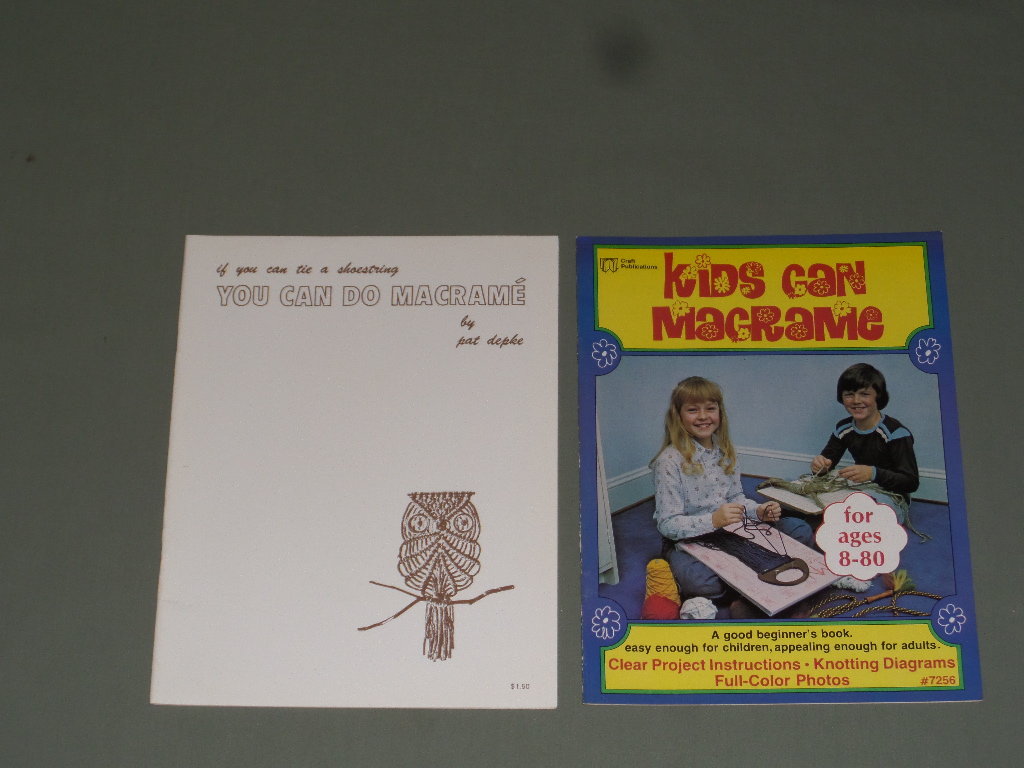 if you can tie a shoestring
YOU CAN DO MACRAMÉ
by
pat depke
$1.50
Craft
Publications
Kids Can
Macrame
for
ages
8-80
A good beginner's book.
easy enough for children, appealing enough for adults.
Clear Project Instructions • Knotting Diagrams
Full-Color Photos
#7256